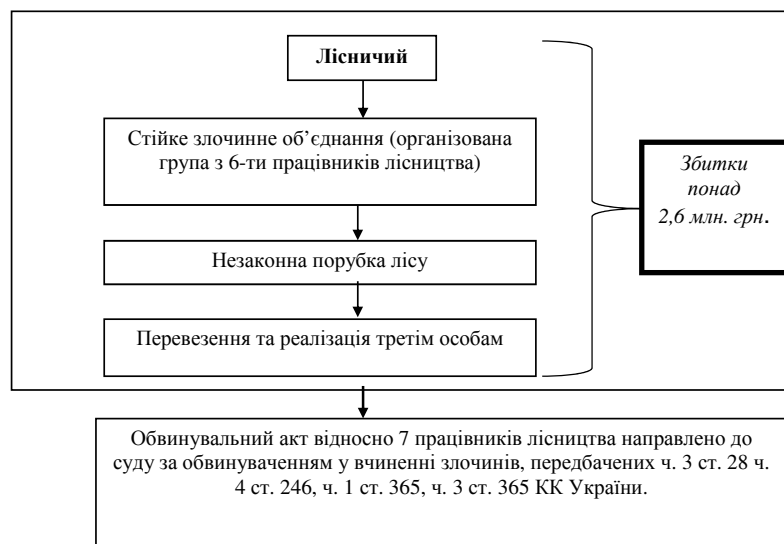 Лісничий
Стійке злочинне об’єднання (організована
група з 6-ти працівників лісництва)
Незаконна порубка лісу
Перевезення та реалізація третім особам
Збитки
понад
2,6 млн. грн.
Обвинувальний акт відносно 7 працівників лісництва направлено до
суду за обвинуваченням у вчиненні злочинів, передбачених ч. 3 ст. 28 ч.
4 ст. 246, ч. 1 ст. 365, ч. 3 ст. 365 КК України.